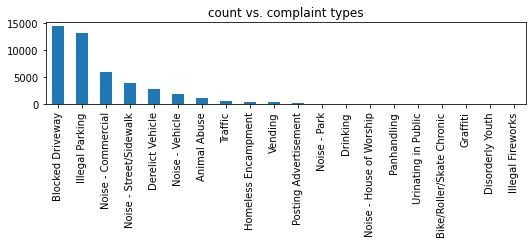 count vs. complaint types
15000
10000
5000
0
Blocked Driveway
Illegal Parking
Noise - Commercial
Noise - Street/Sidewalk
Derelict Vehicle
Noise - Vehicle
Animal Abuse
Traffic
Homeless Encampment
Vending
Posting Advertisement
Noise - Park
Drinking
Noise - House of Worship
Panhandling
Urinating in Public
Bike/Roller/Skate Chronic
Graffiti
Disorderly Youth
Illegal Fireworks